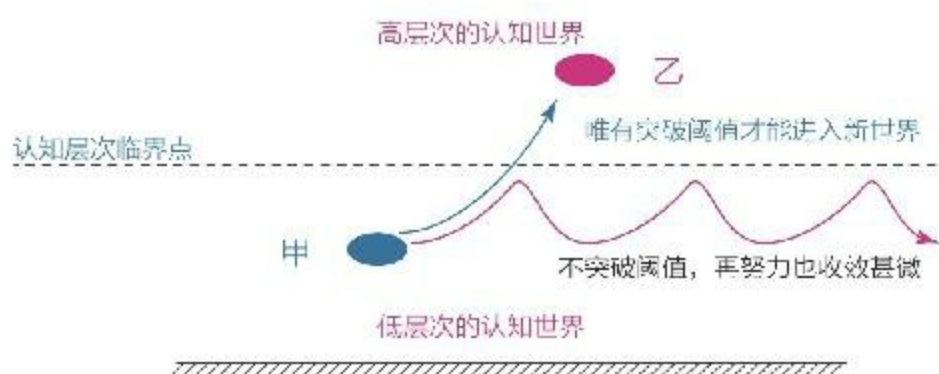 高层次的认知世界
乙
唯有突破阈值才能进入新世界
认知层次临界点
甲
不突破阈值，再努力也收效甚微
低层次的认知世界